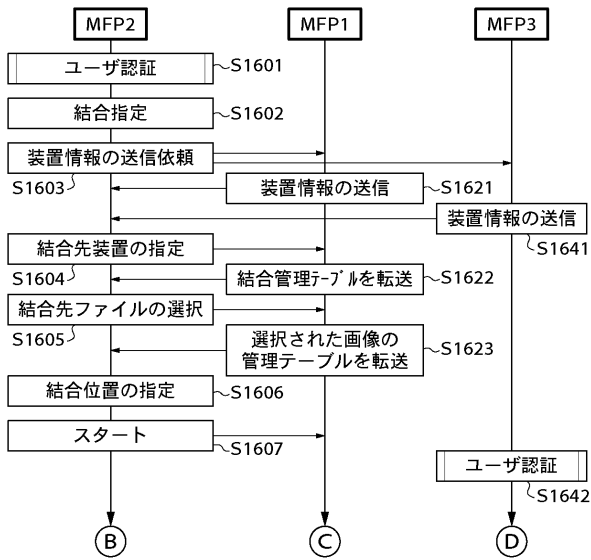 MFP2 MFP1 MFP3
ユーザ認証 S1601
結合指定 S1602
装置情報の送信依頼
S1603 装置情報の送信 S1621
装置情報の送信
S1641
結合先装置の指定
S1604 結合管理ﾃｰﾌﾞﾙを転送 S1622
結合先ファイルの選択
S1605 選択された画像の
管理テーブルを転送 S1623
結合位置の指定 S1606
スタート S1607
ユーザ認証
S1642
B C D